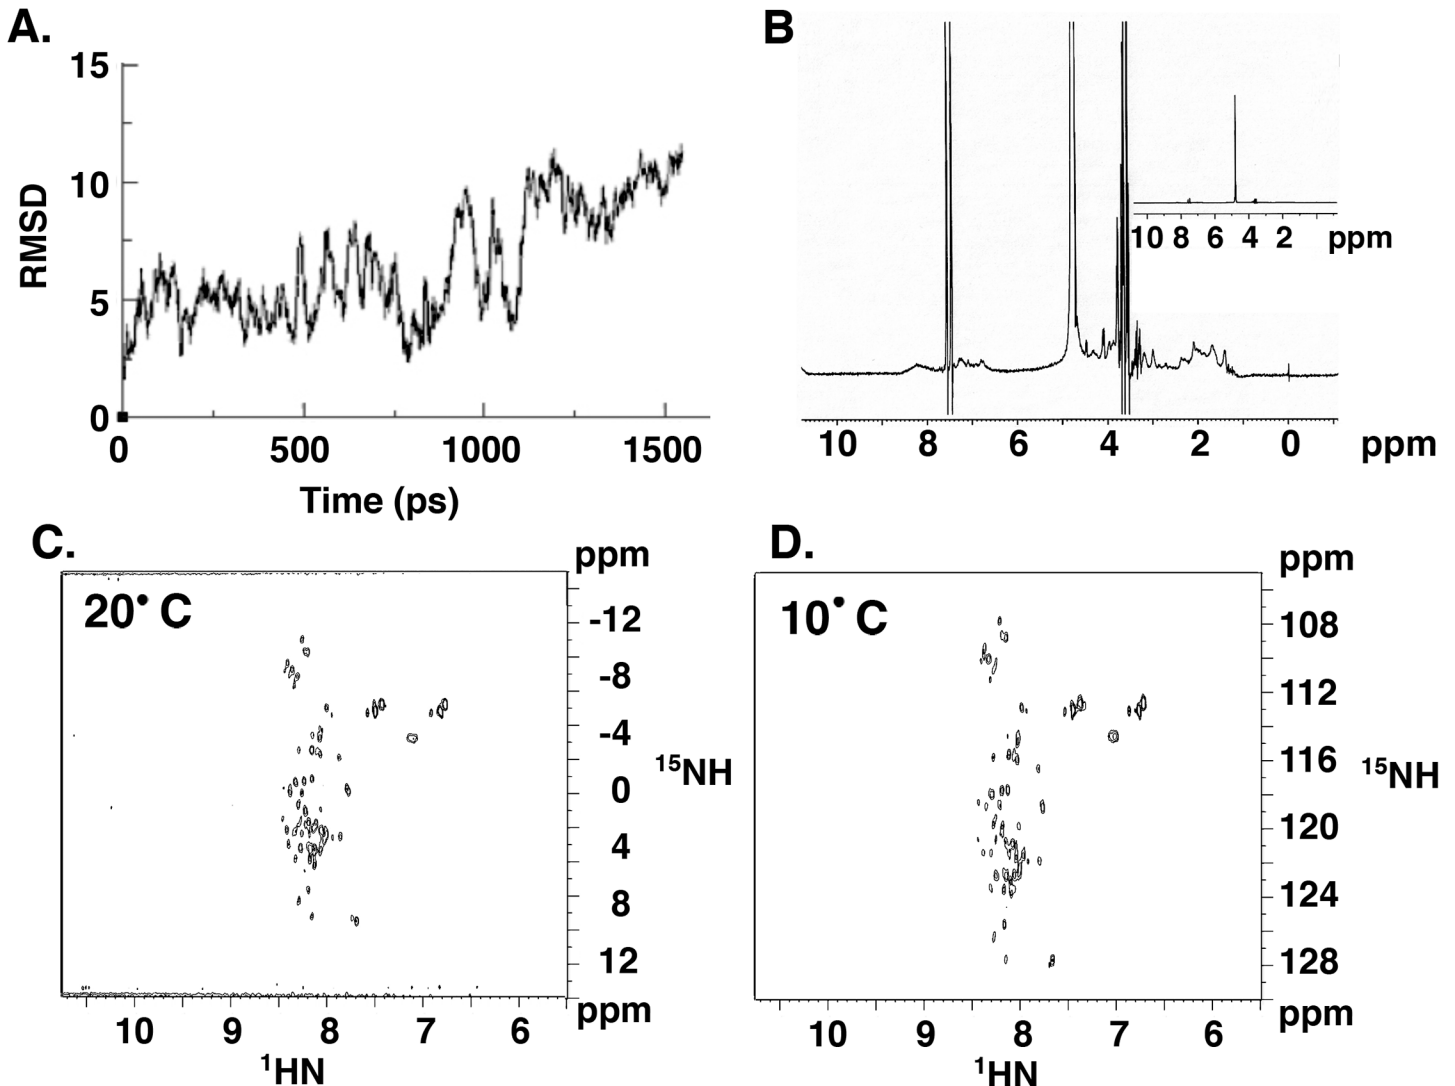 A.
15
10
5
0
RMSD
0 500 1000 1500
Time (ps)
B
10 8 6 4 2 ppm
10 8 6 4 2 0 ppm
C.
ppm
20° C
-12
-8
-4
0
4
8
12
ppm
15NH
10 9 8 7 6
1HN
D.
ppm
10° C
108
112
116
120
124
128
ppm
15NH
10 9 8 7 6
1HN